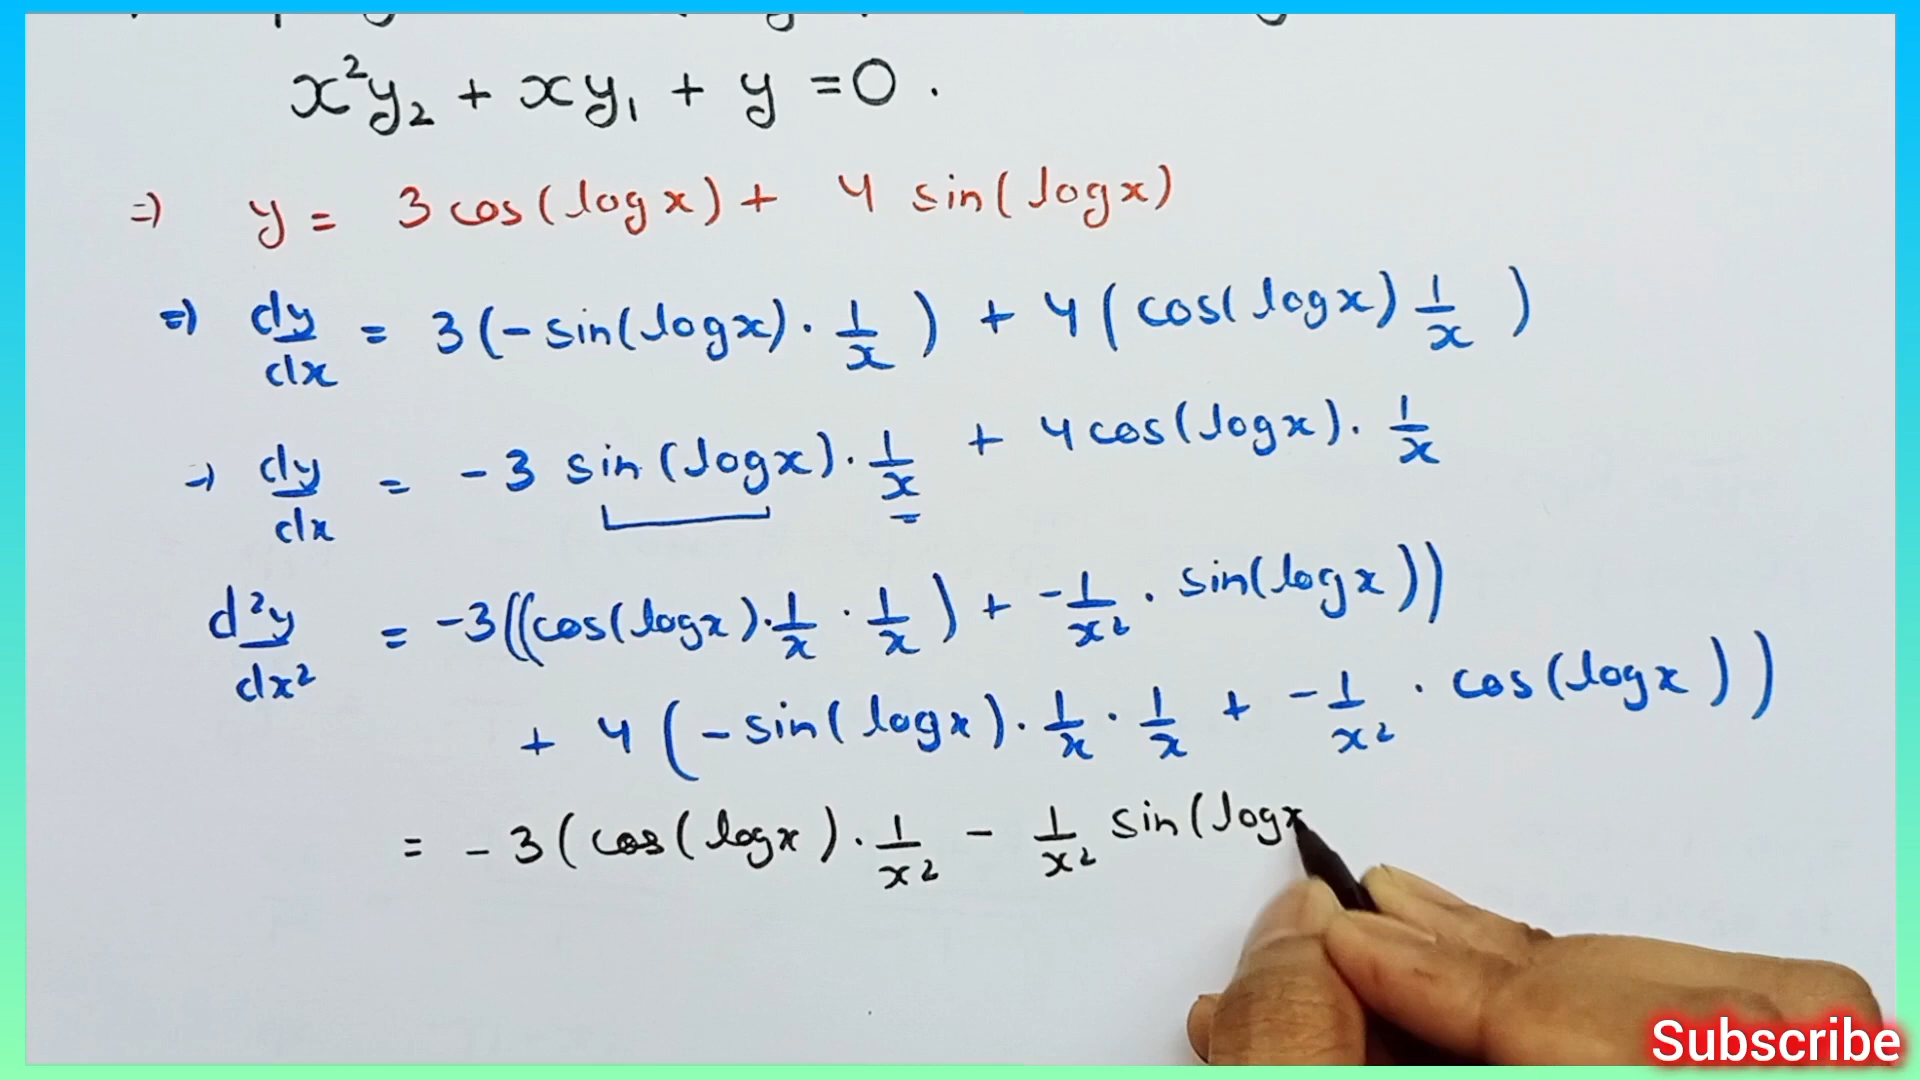 x²y₂ + xy₁ + y = 0 .
⇒ y = 3 cos(log x) + 4 sin(log x)
⇒ dy/dx = 3(-sin(log x) · 1/x) + 4(cos(log x) 1/x)
→ dy/dx = -3 sin(log x) · 1/x + 4 cos(log x) · 1/x
d²y/dx² = -3((cos(log x) · 1/x · 1/x) + -1/x² · sin(log x))
+ 4(-sin(log x) · 1/x · 1/x + -1/x² · cos(log x))
= -3(cos(log x) · 1/x² - 1/x² sin(log x
Subscribe